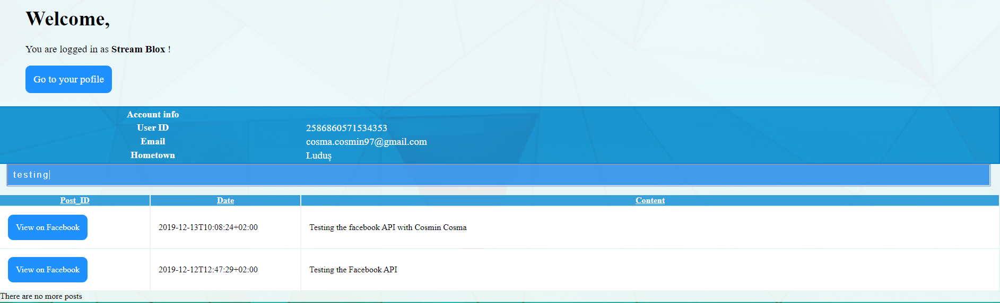 Welcome,
You are logged in as Stream Blox !
Go to your pofile
Account info
User ID 2586860571534353
Email cosma.cosmin97@gmail.com
Hometown Luduș
testing
Post_ID Date Content
View on Facebook 2019-12-13T10:08:24+02:00 Testing the facebook API with Cosmin Cosma
View on Facebook 2019-12-12T12:47:29+02:00 Testing the Facebook API
There are no more posts